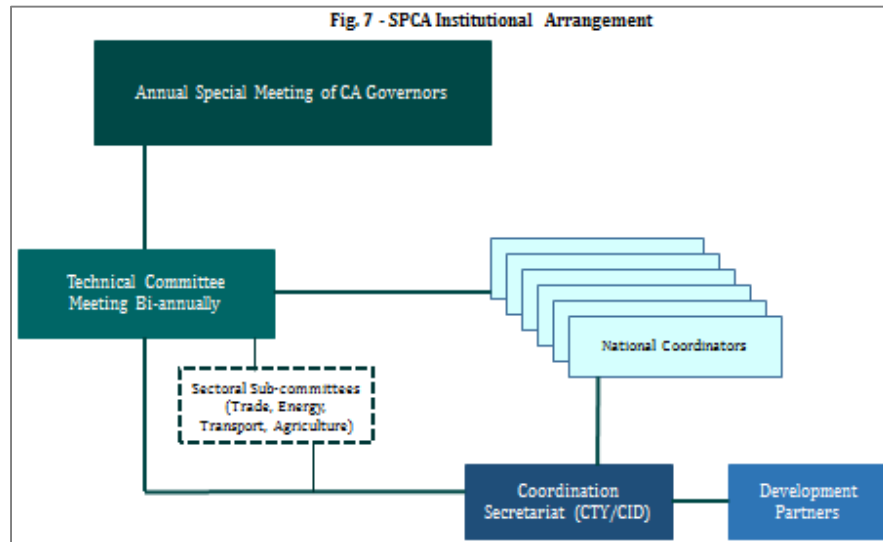 Fig. 7 - SPCA Institutional Arrangement
Annual Special Meeting of CA Governors
Technical Committee
Meeting Bi-annually
National Coordinators
Sectoral Sub-committees
(Trade, Energy,
Transport, Agriculture)
Coordination
Secretariat (CTY/CID)
Development
Partners